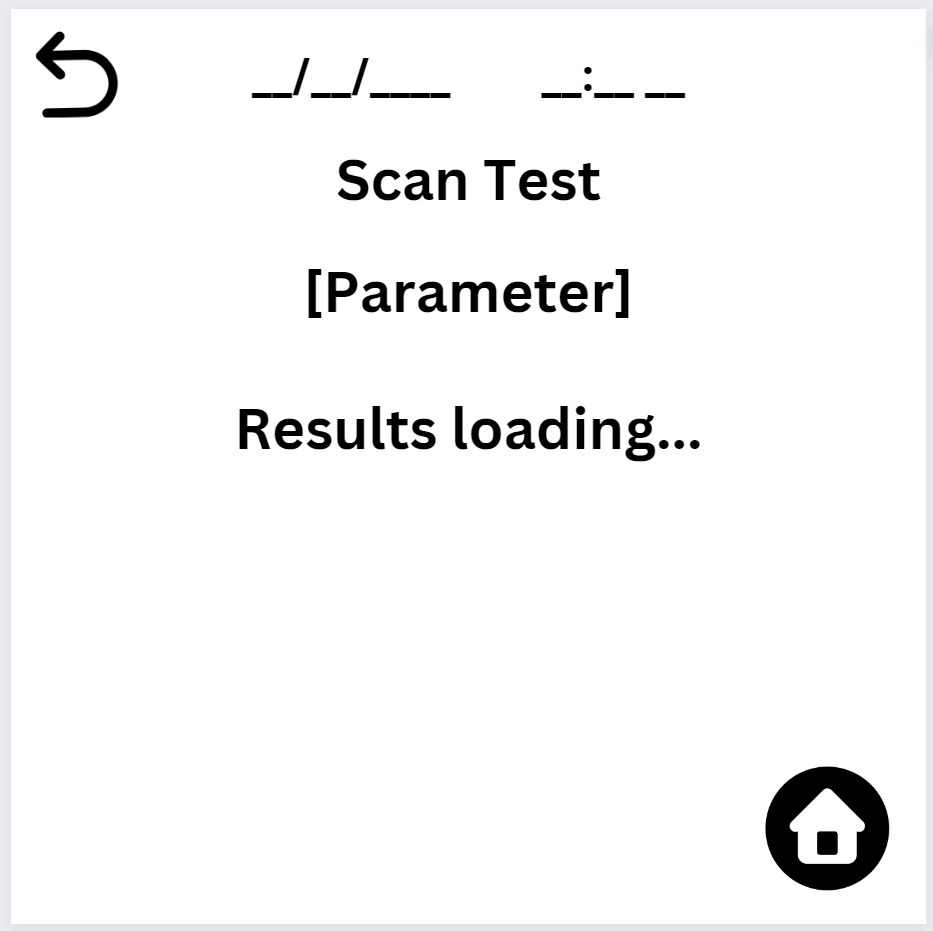 __/__/____ __:__ __
Scan Test
[Parameter]
Results loading...